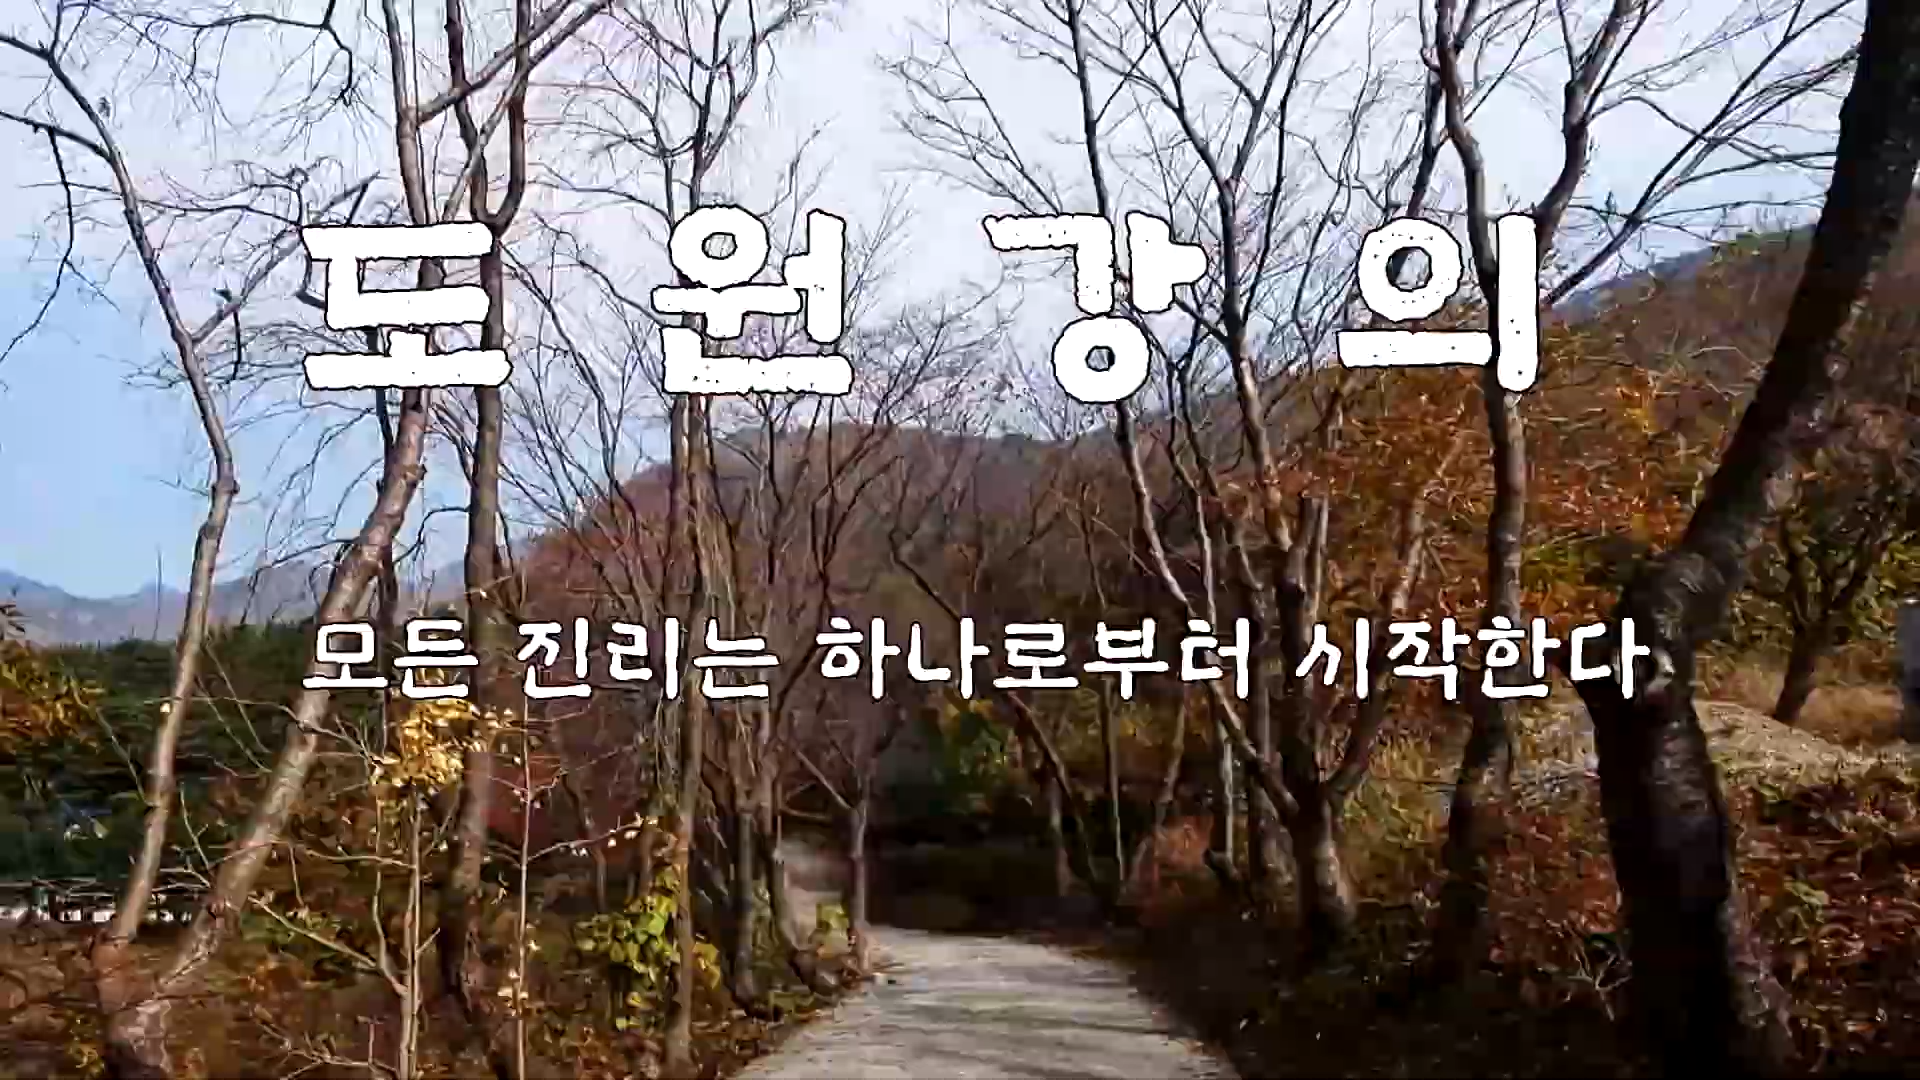 도 원 강 의
모든 진리는 하나로부터 시작한다